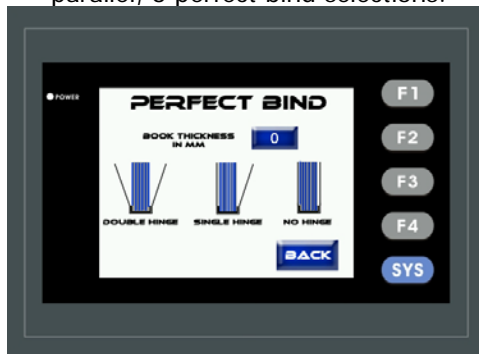 parallel, 3 perfect bind selections.
POWER
PERFECT BIND
BOOK THICKNESS
IN MM
0
DOUBLE HINGE SINGLE HINGE NO HINGE
BACK
F1
F2
F3
F4
SYS